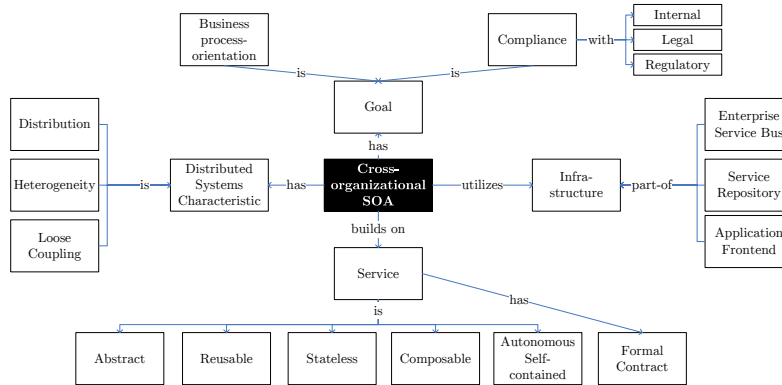 Business
process-
orientation
Compliance
with
Internal
Legal
Regulatory
is
is
Goal
has
Distribution
Heterogeneity
Loose
Coupling
is
Distributed
Systems
Characteristic
has
Cross-
organizational
SOA
utilizes
Infra-
structure
part-of
Enterprise
Service Bus
Service
Repository
Application
Frontend
builds on
Service
is
has
Abstract
Reusable
Stateless
Composable
Autonomous
Self-
contained
Formal
Contract